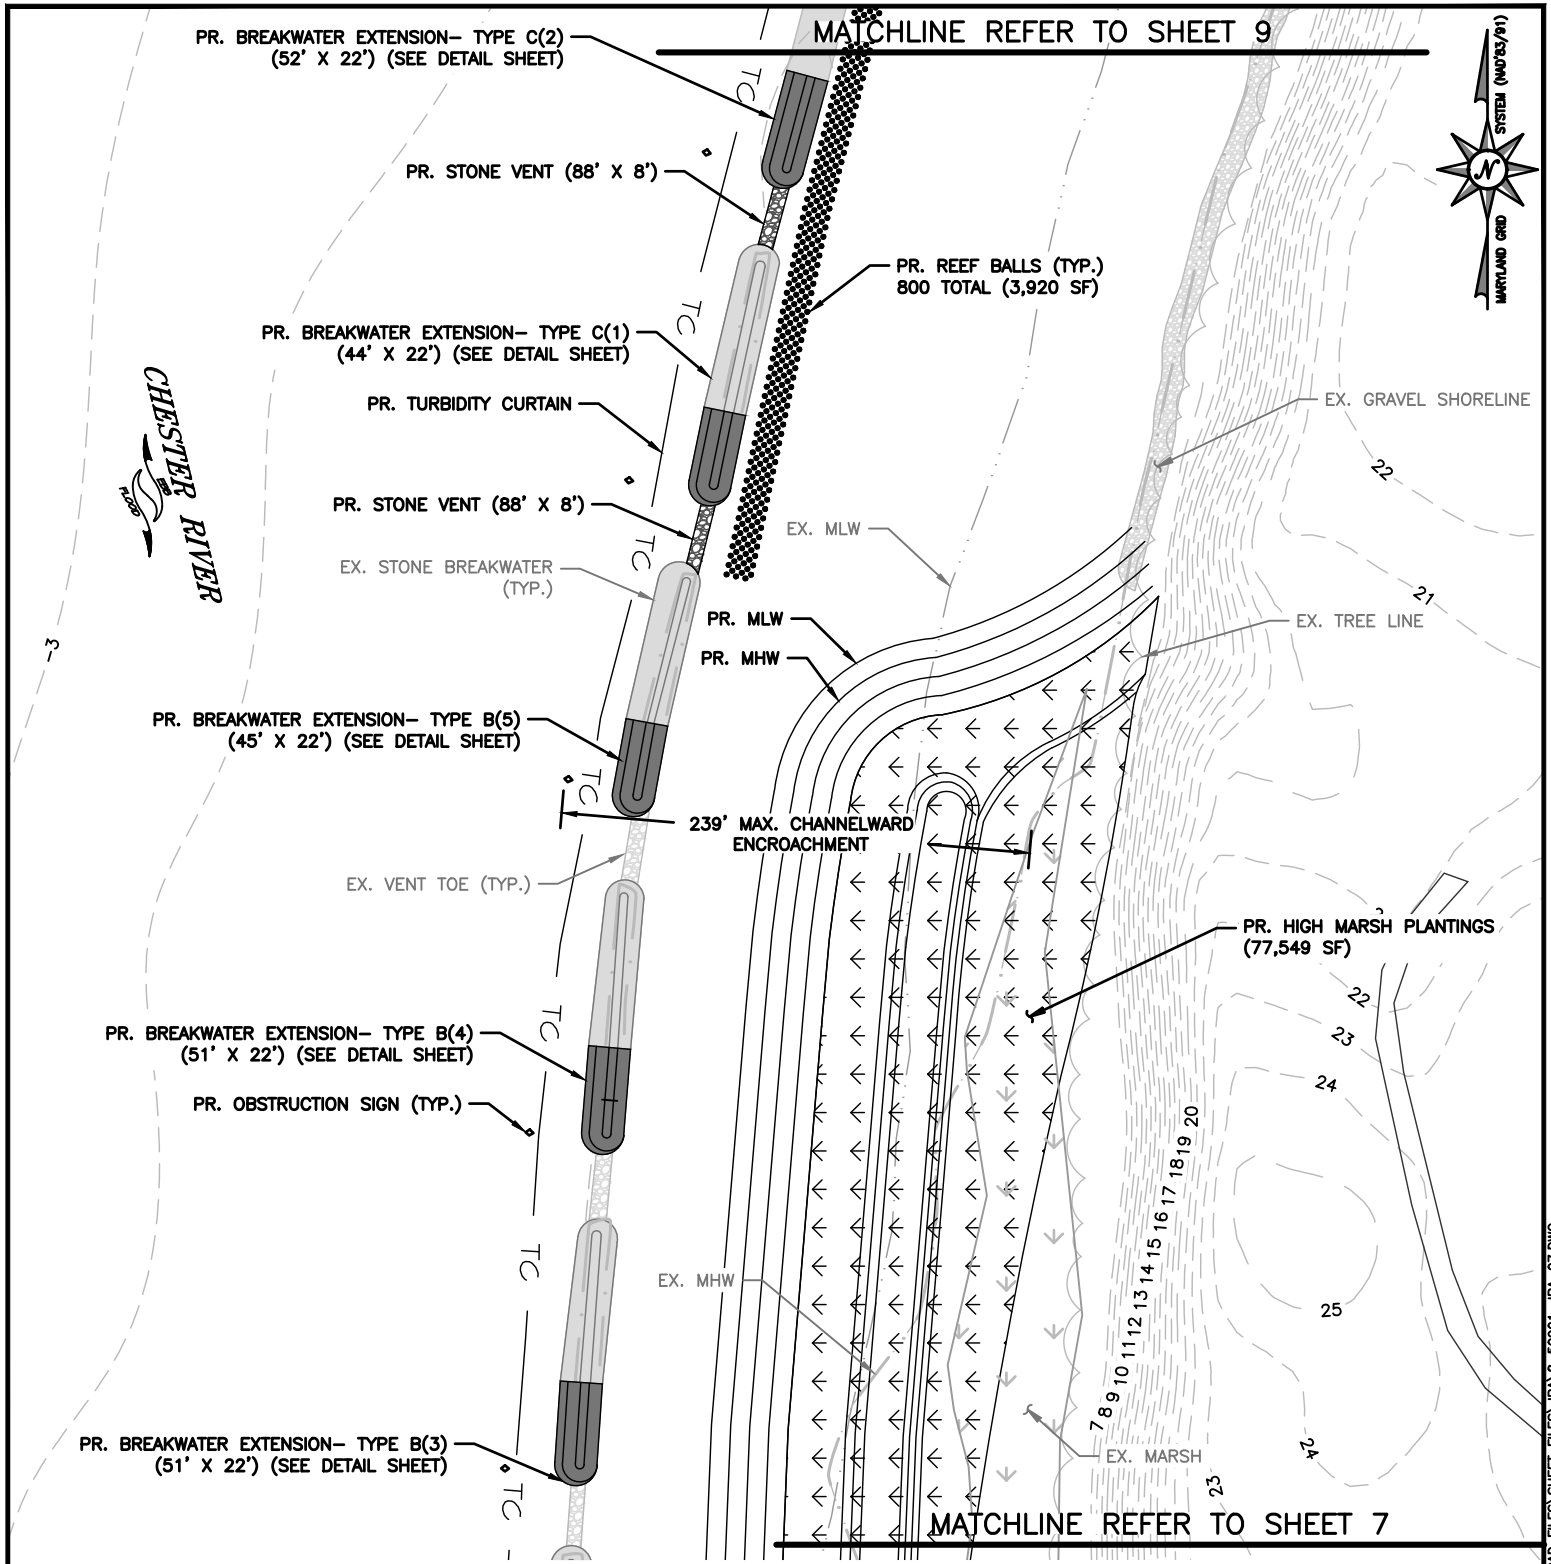 MATCHLINE REFER TO SHEET 9
PR. BREAKWATER EXTENSION– TYPE C(2)
(52' X 22') (SEE DETAIL SHEET)
TC
SYSTEM (NAD'83/91)
N
MARYLAND GRID
PR. STONE VENT (88' X 8')
PR. REEF BALLS (TYP.)
800 TOTAL (3,920 SF)
TC
PR. BREAKWATER EXTENSION– TYPE C(1)
(44' X 22') (SEE DETAIL SHEET)
CHESTER RIVER
EBB
FLOOD
PR. TURBIDITY CURTAIN
EX. GRAVEL SHORELINE
22
PR. STONE VENT (88' X 8')
EX. MLW
TC
EX. STONE BREAKWATER
(TYP.)
21
PR. MLW
EX. TREE LINE
-3
PR. MHW
PR. BREAKWATER EXTENSION– TYPE B(5)
(45' X 22') (SEE DETAIL SHEET)
TC
239' MAX. CHANNELWARD
ENCROACHMENT
EX. VENT TOE (TYP.)
PR. HIGH MARSH PLANTINGS
(77,549 SF)
22
TC
PR. BREAKWATER EXTENSION– TYPE B(4)
(51' X 22') (SEE DETAIL SHEET)
23
24
PR. OBSTRUCTION SIGN (TYP.)
7 8 9 10 11 12 13 14 15 16 17 18 19 20
TC
EX. MHW
25
PR. BREAKWATER EXTENSION– TYPE B(3)
(51' X 22') (SEE DETAIL SHEET)
EX. MARSH
24
23
TC
MATCHLINE REFER TO SHEET 7